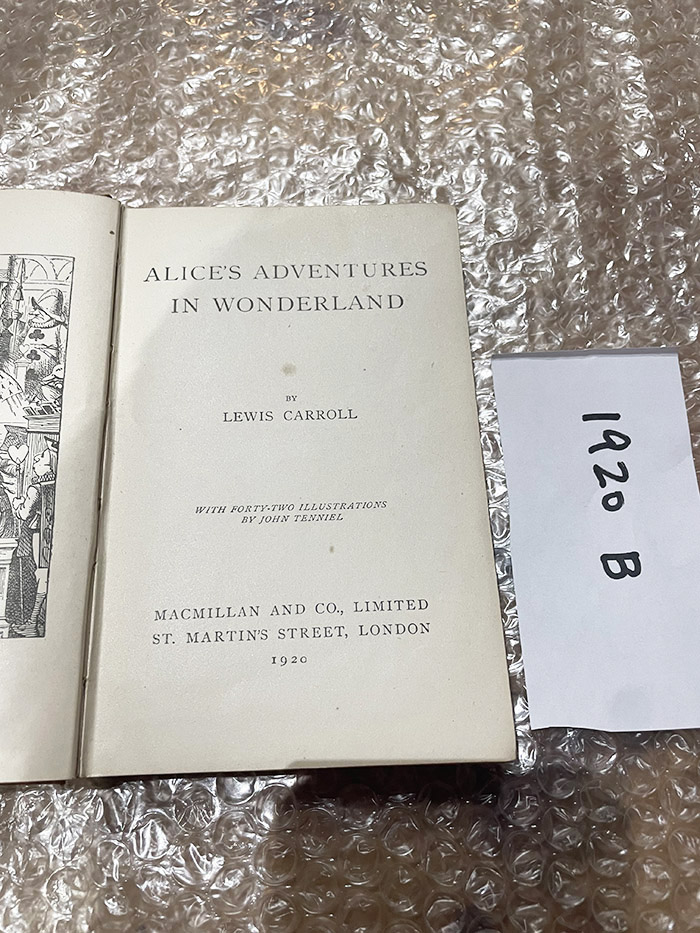 ALICE'S ADVENTURES
IN WONDERLAND
BY
LEWIS CARROLL
WITH FORTY-TWO ILLUSTRATIONS
BY JOHN TENNIEL
MACMILLAN AND CO., LIMITED
ST. MARTIN'S STREET, LONDON
1920
1920 B